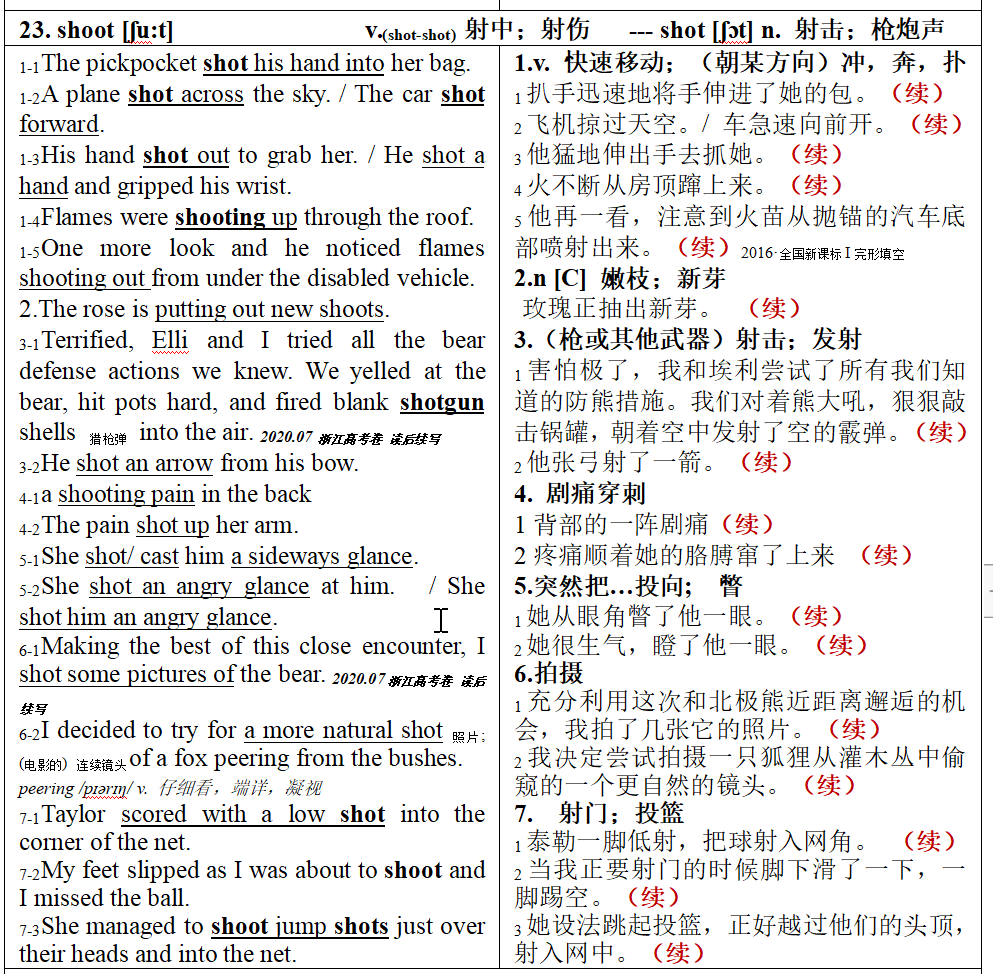 23. shoot [ʃu:t] v.(shot-shot) 射中；射伤 --- shot [ʃɔt] n. 射击；枪炮声
1-1The pickpocket shot his hand into her bag.
1-2A plane shot across the sky. / The car shot
forward.
1-3His hand shot out to grab her. / He shot a
hand and gripped his wrist.
1-4Flames were shooting up through the roof.
1-5One more look and he noticed flames
shooting out from under the disabled vehicle.
2.The rose is putting out new shoots.
3-1Terrified, Elli and I tried all the bear
defense actions we knew. We yelled at the
bear, hit pots hard, and fired blank shotgun
shells 猎枪弹 into the air. 2020.07 浙江高考卷 读后续写
3-2He shot an arrow from his bow.
4-1a shooting pain in the back
4-2The pain shot up her arm.
5-1She shot/ cast him a sideways glance.
5-2She shot an angry glance at him. / She
shot him an angry glance.
6-1Making the best of this close encounter, I
shot some pictures of the bear. 2020.07 浙江高考卷 读后
续写
6-2I decided to try for a more natural shot 照片；
(电影的) 连续镜头of a fox peering from the bushes.
peering /pɪərɪŋ/ v. 仔细看，端详，凝视
7-1Taylor scored with a low shot into the
corner of the net.
7-2My feet slipped as I was about to shoot and
I missed the ball.
7-3She managed to shoot jump shots just over
their heads and into the net.
1.v. 快速移动；（朝某方向）冲，奔，扑
1扒手迅速地将手伸进了她的包。（续）
2飞机掠过天空。/ 车急速向前开。（续）
3他猛地伸出手去抓她。（续）
4火不断从房顶蹿上来。（续）
5他再一看，注意到火苗从抛锚的汽车底
部喷射出来。（续）2016·全国新课标 I 完形填空
2.n [C] 嫩枝；新芽
玫瑰正抽出新芽。（续）
3.（枪或其他武器）射击；发射
1害怕极了，我和埃利尝试了所有我们知
道的防熊措施。我们对着熊大吼，狠狠敲
击锅罐，朝着空中发射了空的霰弹。（续）
2他张弓射了一箭。（续）
4. 剧痛穿刺
1 背部的一阵剧痛（续）
2 疼痛顺着她的胳膊窜了上来 （续）
5.突然把…投向； 瞥
1她从眼角瞥了他一眼。（续）
2她很生气，瞪了他一眼。（续）
6.拍摄
1充分利用这次和北极熊近距离邂逅的机
会，我拍了几张它的照片。（续）
2我决定尝试拍摄一只狐狸从灌木丛中偷
窥的一个更自然的镜头。（续）
7. 射门；投篮
1泰勒一脚低射，把球射入网角。（续）
2当我正要射门的时候脚下滑了一下，一
脚踢空。（续）
3她设法跳起投篮，正好越过他们的头顶，
射入网中。（续）